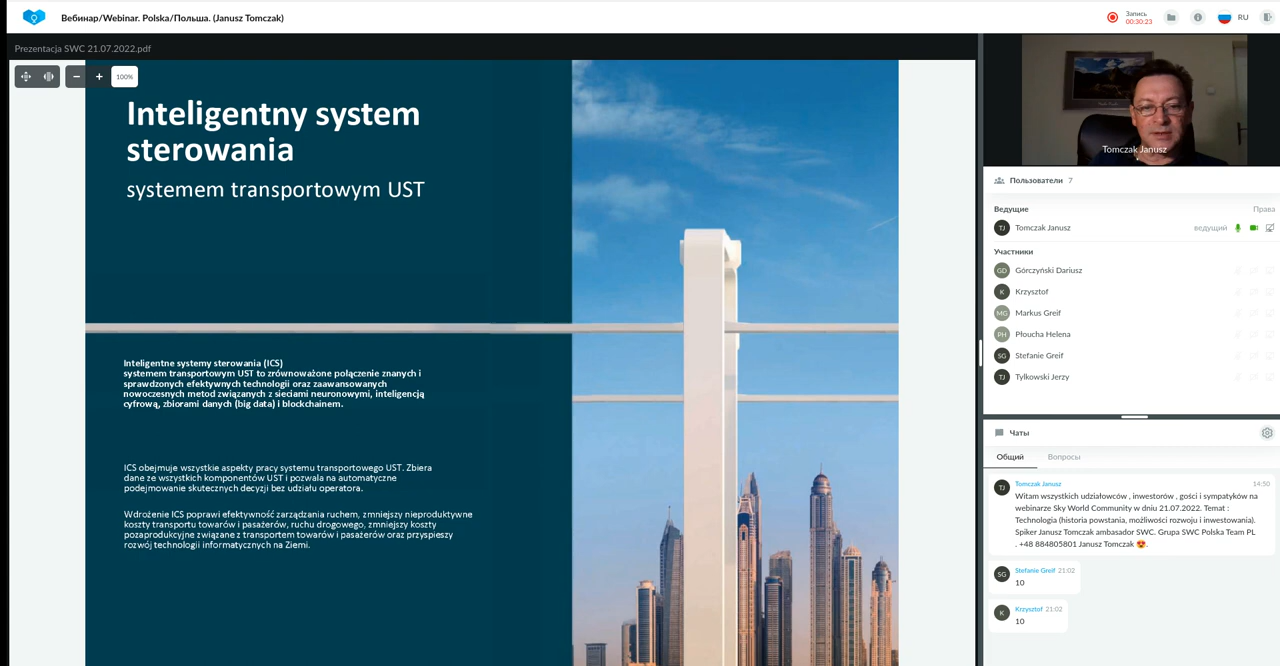 Вебинар/Webinar. Polska/Польша. (Janusz Tomczak)
Запись
00:30:23
RU
Prezentacja SWC 21.07.2022.pdf
100%
Inteligentny system
sterowania
systemem transportowym UST
Inteligentne systemy sterowania (ICS)
systemem transportowym UST to zrównoważone połączenie znanych i
sprawdzonych efektywnych technologii oraz zaawansowanych
nowoczesnych metod związanych z sieciami neuronowymi, inteligencją
cyfrową, zbiorami danych (big data) i blockchainem.
ICS obejmuje wszystkie aspekty pracy systemu transportowego UST. Zbiera
dane ze wszystkich komponentów UST i pozwala na automatyczne
podejmowanie skutecznych decyzji bez udziału operatora.
Wdrożenie ICS poprawi efektywność zarządzania ruchem, zmniejszy nieproduktywne
koszty transportu towarów i pasażerów, ruchu drogowego, zmniejszy koszty
pozaprodukcyjne związane z transportem towarów i pasażerów oraz przyspieszy
rozwój technologii informatycznych na Ziemi.
Tomczak Janusz
Пользователи 7
Ведущие Права
TJ Tomczak Janusz ведущий
Участники
GD Górczyński Dariusz
K Krzysztof
MG Markus Greif
PH Płoucha Helena
SG Stefanie Greif
TJ Tylkowski Jerzy
Чаты
Общий Вопросы
TJ Tomczak Janusz 14:50
Witam wszystkich udziałowców , inwestorów , gości i sympatyków na
webinarze Sky World Community w dniu 21.07.2022. Temat :
Technologia (historia powstania, możliwości rozwoju i inwestowania).
Spiker Janusz Tomczak ambasador SWC. Grupa SWC Polska Team PL
. +48 884805801 Janusz Tomczak 😍.
SG Stefanie Greif 21:02
10
K Krzysztof 21:02
10